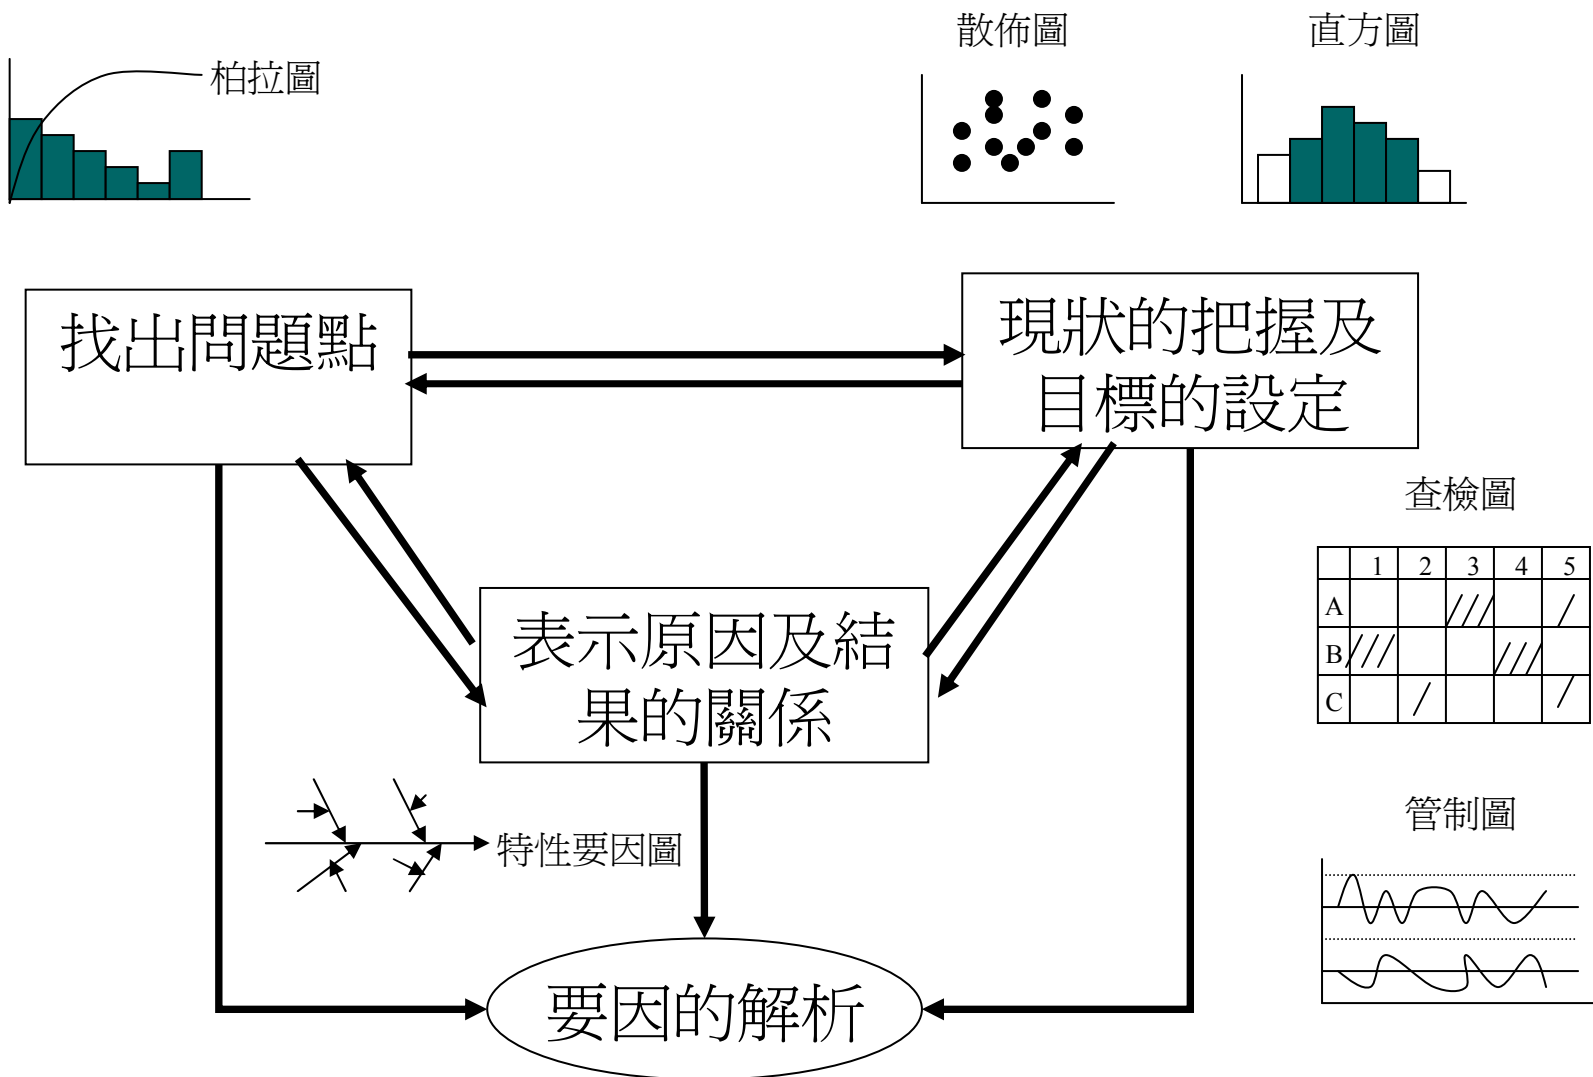 散佈圖
直方圖
柏拉圖
找出問題點
現狀的把握及
目標的設定
查檢圖
1 2 3 4 5
A
B
C
表示原因及結
果的關係
管制圖
特性要因圖
要因的解析